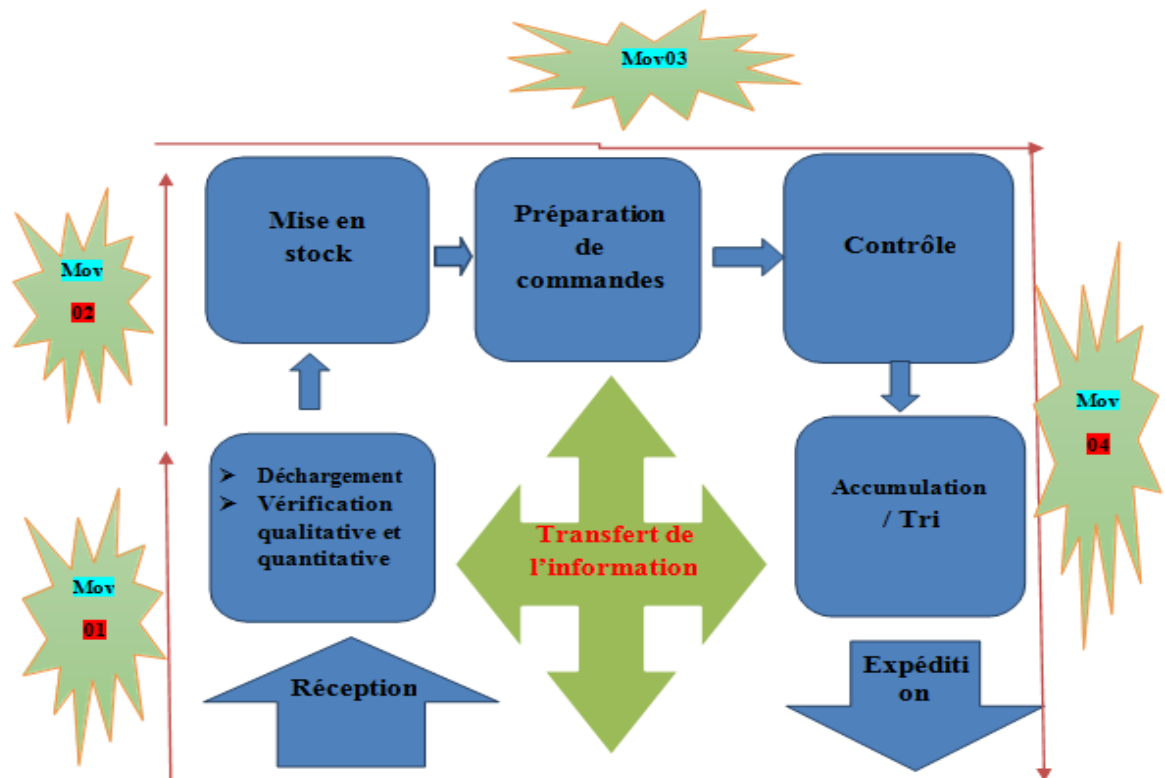 Mov03
Mise en
stock
Préparation
de
commandes
Contrôle
Mov
02
Mov
04
➢ Déchargement
➢ Vérification
qualitative et
quantitative
Transfert de
l’information
Accumulation
/ Tri
Mov
01
Réception
Expéditi
on